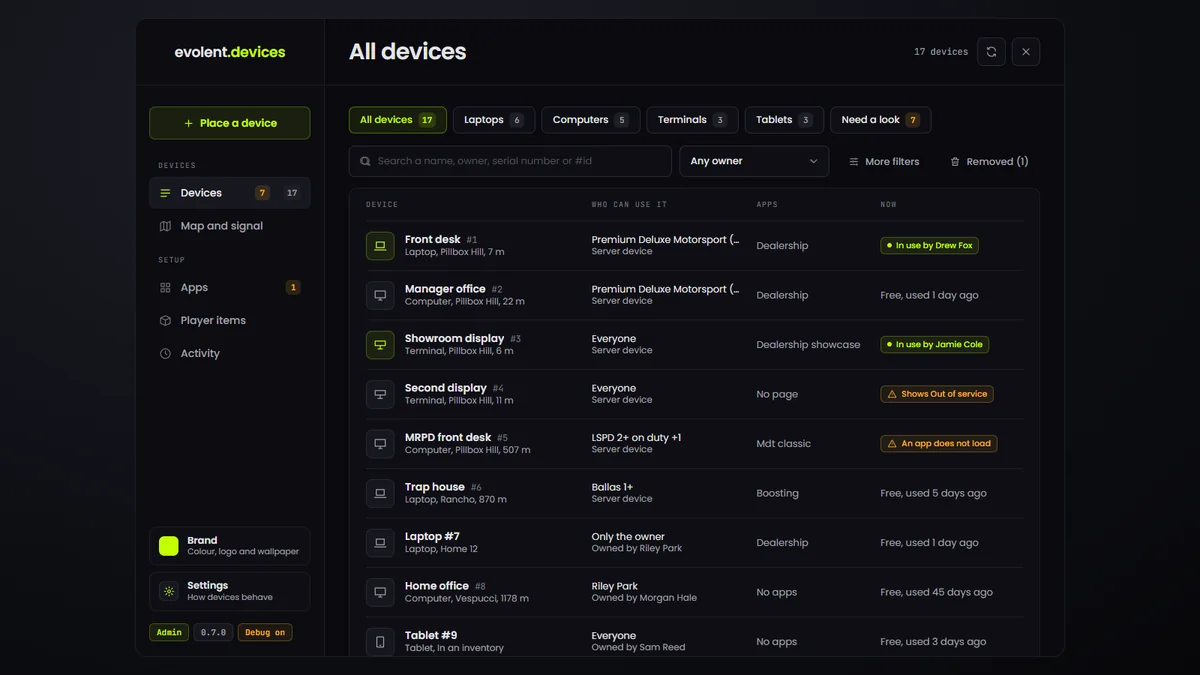 evolent.devices
All devices
17 devices
+ Place a device
DEVICES
Devices 7 17
Map and signal
SETUP
Apps 1
Player items
Activity
Brand
Colour, logo and wallpaper
Settings
How devices behave
Admin 0.7.0 Debug on
All devices 17 Laptops 6 Computers 5 Terminals 3 Tablets 3 Need a look 7
Search a name, owner, serial number or #id Any owner More filters Removed (1)
DEVICE WHO CAN USE IT APPS NOW
Front desk #1
Laptop, Pillbox Hill, 7 m
Premium Deluxe Motorsport (...
Server device
Dealership
In use by Drew Fox
Manager office #2
Computer, Pillbox Hill, 22 m
Premium Deluxe Motorsport (...
Server device
Dealership
Free, used 1 day ago
Showroom display #3
Terminal, Pillbox Hill, 6 m
Everyone
Server device
Dealership showcase
In use by Jamie Cole
Second display #4
Terminal, Pillbox Hill, 11 m
Everyone
Server device
No page
Shows Out of service
MRPD front desk #5
Computer, Pillbox Hill, 507 m
LSPD 2+ on duty +1
Server device
Mdt classic
An app does not load
Trap house #6
Laptop, Rancho, 870 m
Ballas 1+
Server device
Boosting
Free, used 5 days ago
Laptop #7
Laptop, Home 12
Only the owner
Owned by Riley Park
Dealership
Free, used 1 day ago
Home office #8
Computer, Vespucci, 1178 m
Riley Park
Owned by Morgan Hale
No apps
Free, used 45 days ago
Tablet #9
Tablet, In an inventory
Everyone
Owned by Sam Reed
No apps
Free, used 3 days ago